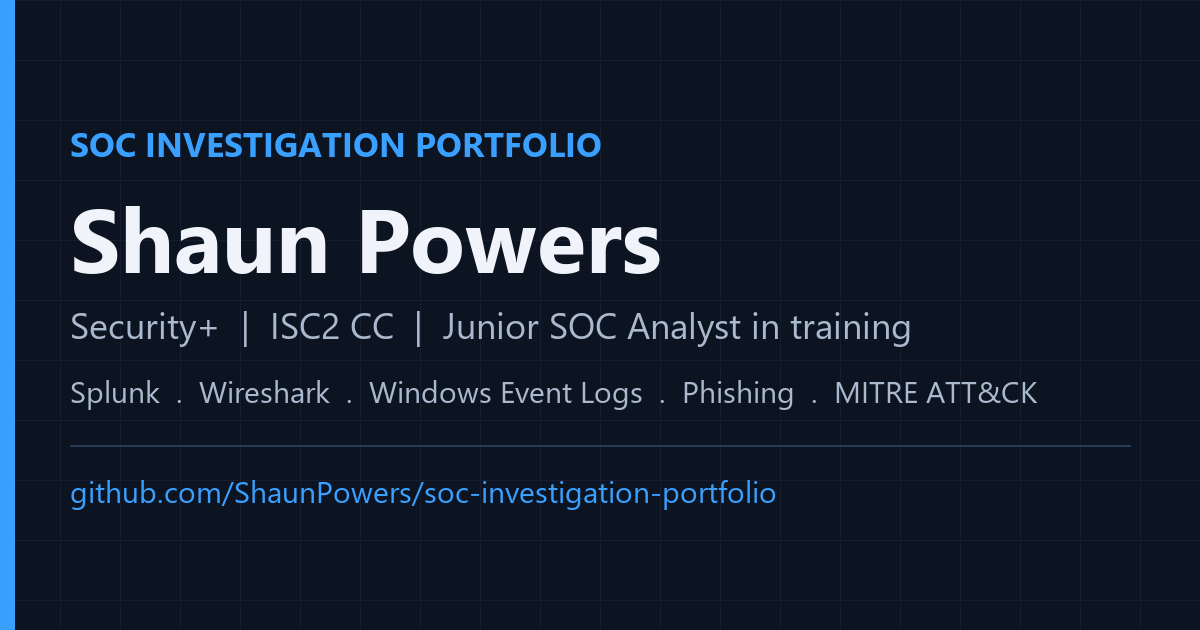 SOC INVESTIGATION PORTFOLIO
Shaun Powers
Security+ | ISC2 CC | Junior SOC Analyst in training
Splunk . Wireshark . Windows Event Logs . Phishing . MITRE ATT&CK
github.com/ShaunPowers/soc-investigation-portfolio